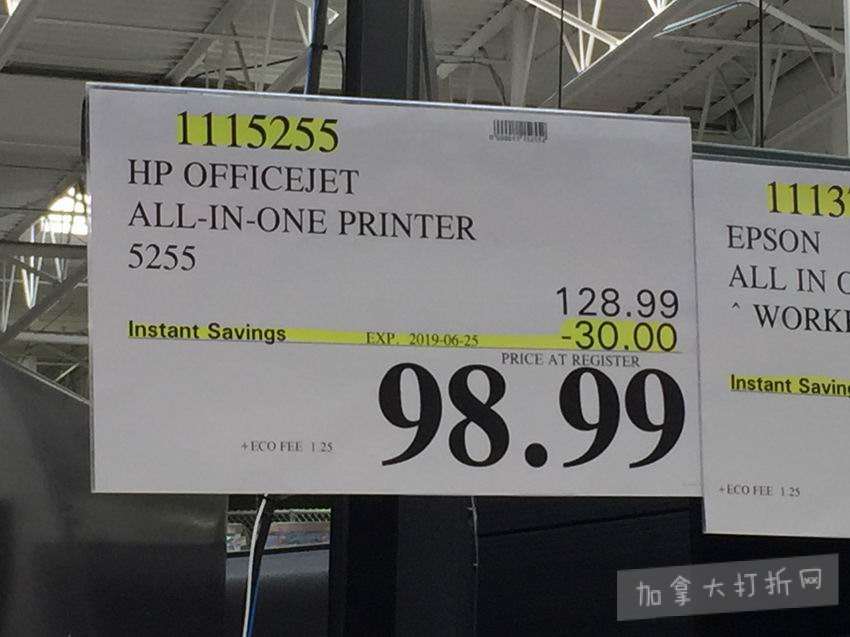 1115255
HP OFFICEJET
ALL-IN-ONE PRINTER
5255
128.99
Instant Savings EXP. 2019-06-25 -30.00
PRICE AT REGISTER
98.99
+ECO FEE 1.25
1113
EPSON
ALL IN
^ WORK
Instant Saving
+ECO FEE 1.25
加拿大打折网